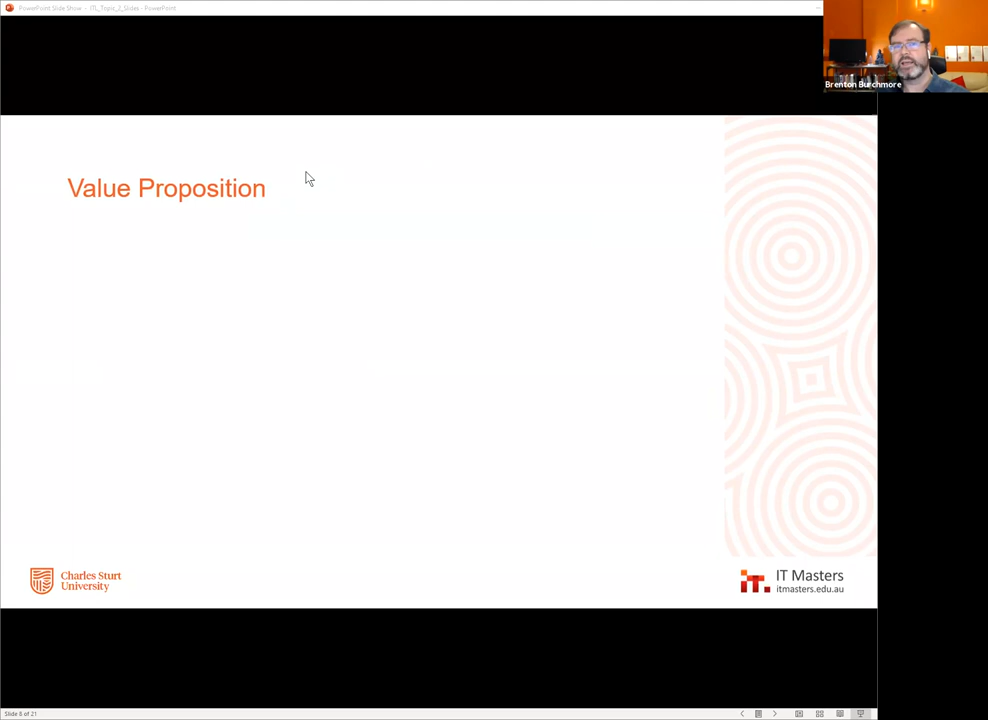 PowerPoint Slide Show - ITL_Topic_2_Slides - PowerPoint
Brenton Burchmore
Value Proposition
Charles Sturt
University
IT Masters
itmasters.edu.au
Slide 8 of 21